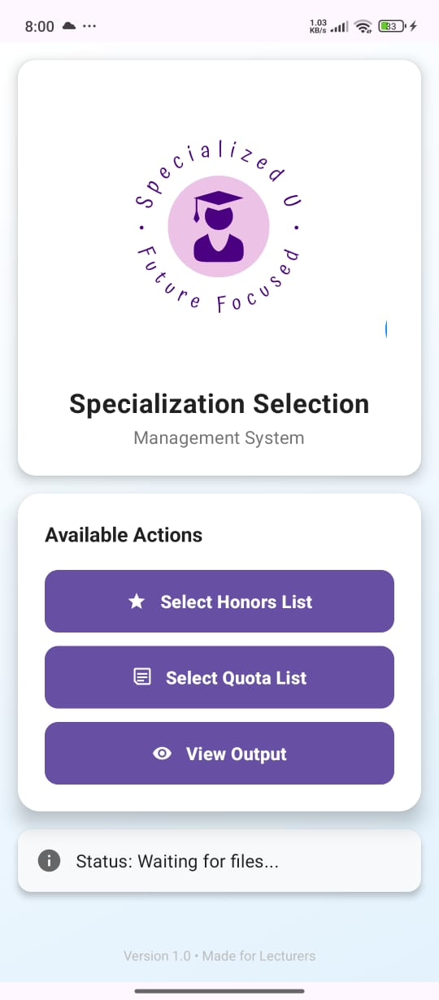 8:00
1.03
KB/s
33
• Specialized U •
Future Focused
Specialization Selection
Management System
Available Actions
Select Honors List
Select Quota List
View Output
Status: Waiting for files...
Version 1.0 • Made for Lecturers